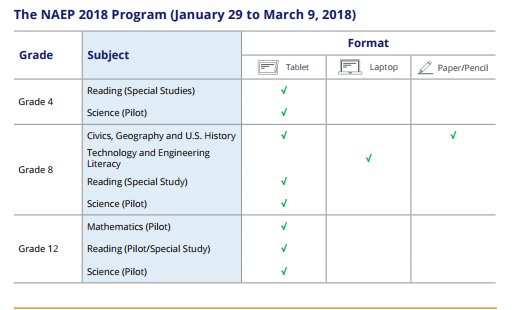 The NAEP 2018 Program (January 29 to March 9, 2018)
Grade Subject Format
Tablet Laptop Paper/Pencil
Grade 4
Reading (Special Studies) √
Science (Pilot) √
Grade 8
Civics, Geography and U.S. History √ √
Technology and Engineering
Literacy √
Reading (Special Study) √
Science (Pilot) √
Grade 12
Mathematics (Pilot) √
Reading (Pilot/Special Study) √
Science (Pilot) √